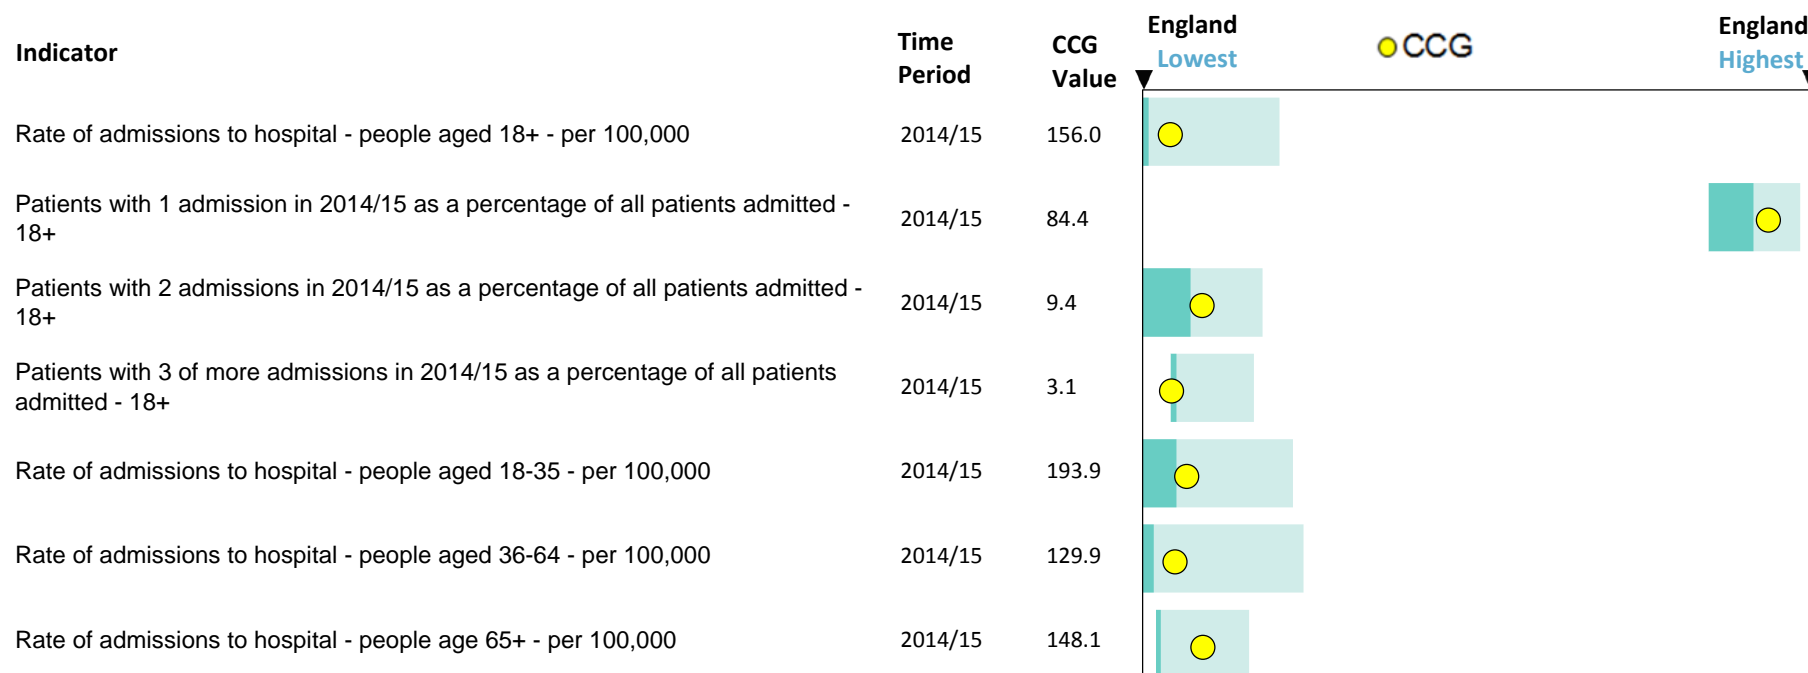 Indicator
Time
Period
CCG
Value
England
Lowest
CCG
England
Highest
Rate of admissions to hospital - people aged 18+ - per 100,000 2014/15 156.0
Patients with 1 admission in 2014/15 as a percentage of all patients admitted -
18+
2014/15 84.4
Patients with 2 admissions in 2014/15 as a percentage of all patients admitted -
18+
2014/15 9.4
Patients with 3 of more admissions in 2014/15 as a percentage of all patients
admitted - 18+
2014/15 3.1
Rate of admissions to hospital - people aged 18-35 - per 100,000 2014/15 193.9
Rate of admissions to hospital - people aged 36-64 - per 100,000 2014/15 129.9
Rate of admissions to hospital - people age 65+ - per 100,000 2014/15 148.1